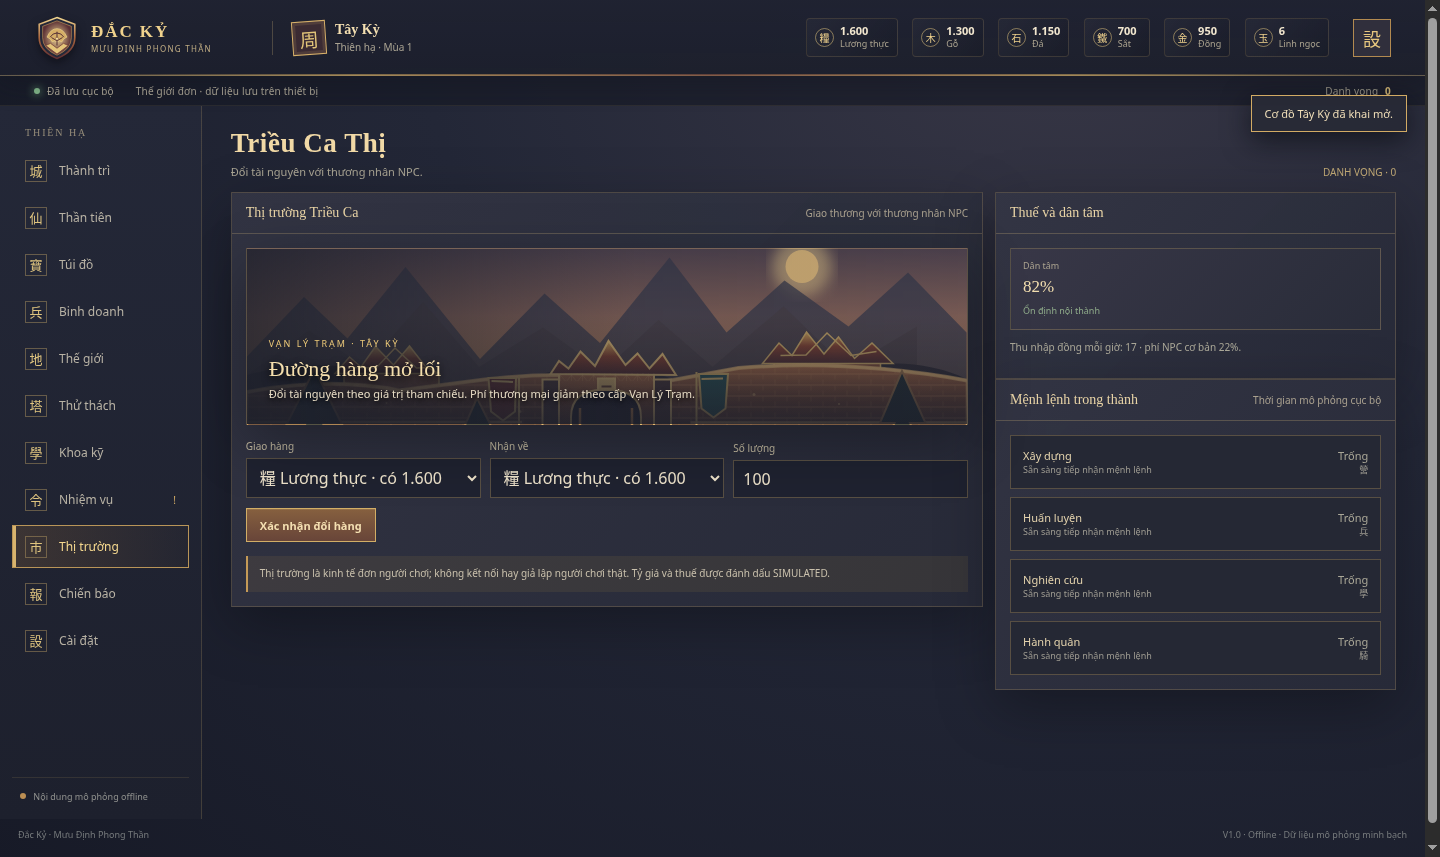 ĐẮC KỶ
MƯU ĐỊNH PHONG THẦN
周
Tây Kỳ
Thiên hạ · Mùa 1
糧 1.600 Lương thực
木 1.300 Gỗ
石 1.150 Đá
鐵 700 Sắt
金 950 Đồng
玉 6 Linh ngọc
設
Đã lưu cục bộ
Thế giới đơn · dữ liệu lưu trên thiết bị
Danh vọng 0
Cơ đồ Tây Kỳ đã khai mở.
THIÊN HẠ
城 Thành trì
仙 Thần tiên
寶 Túi đồ
兵 Binh doanh
地 Thế giới
塔 Thử thách
學 Khoa kỹ
令 Nhiệm vụ !
市 Thị trường
報 Chiến báo
設 Cài đặt
Nội dung mô phỏng offline
Triều Ca Thị
Đổi tài nguyên với thương nhân NPC.
DANH VỌNG · 0
Thị trường Triều Ca
Giao thương với thương nhân NPC
VẠN LÝ TRẠM · TÂY KỲ
Đường hàng mở lối
Đổi tài nguyên theo giá trị tham chiếu. Phí thương mại giảm theo cấp Vạn Lý Trạm.
Giao hàng
糧 Lương thực · có 1.600
Nhận về
糧 Lương thực · có 1.600
Số lượng
100
Xác nhận đổi hàng
Thị trường là kinh tế đơn người chơi; không kết nối hay giả lập người chơi thật. Tỷ giá và thuế được đánh dấu SIMULATED.
Thuế và dân tâm
Dân tâm
82%
Ổn định nội thành
Thu nhập đồng mỗi giờ: 17 · phí NPC cơ bản 22%.
Mệnh lệnh trong thành
Thời gian mô phỏng cục bộ
Xây dựng
Sẵn sàng tiếp nhận mệnh lệnh
Trống
營
Huấn luyện
Sẵn sàng tiếp nhận mệnh lệnh
Trống
兵
Nghiên cứu
Sẵn sàng tiếp nhận mệnh lệnh
Trống
學
Hành quân
Sẵn sàng tiếp nhận mệnh lệnh
Trống
騎
Đắc Kỷ · Mưu Định Phong Thần
V1.0 · Offline · Dữ liệu mô phỏng minh bạch